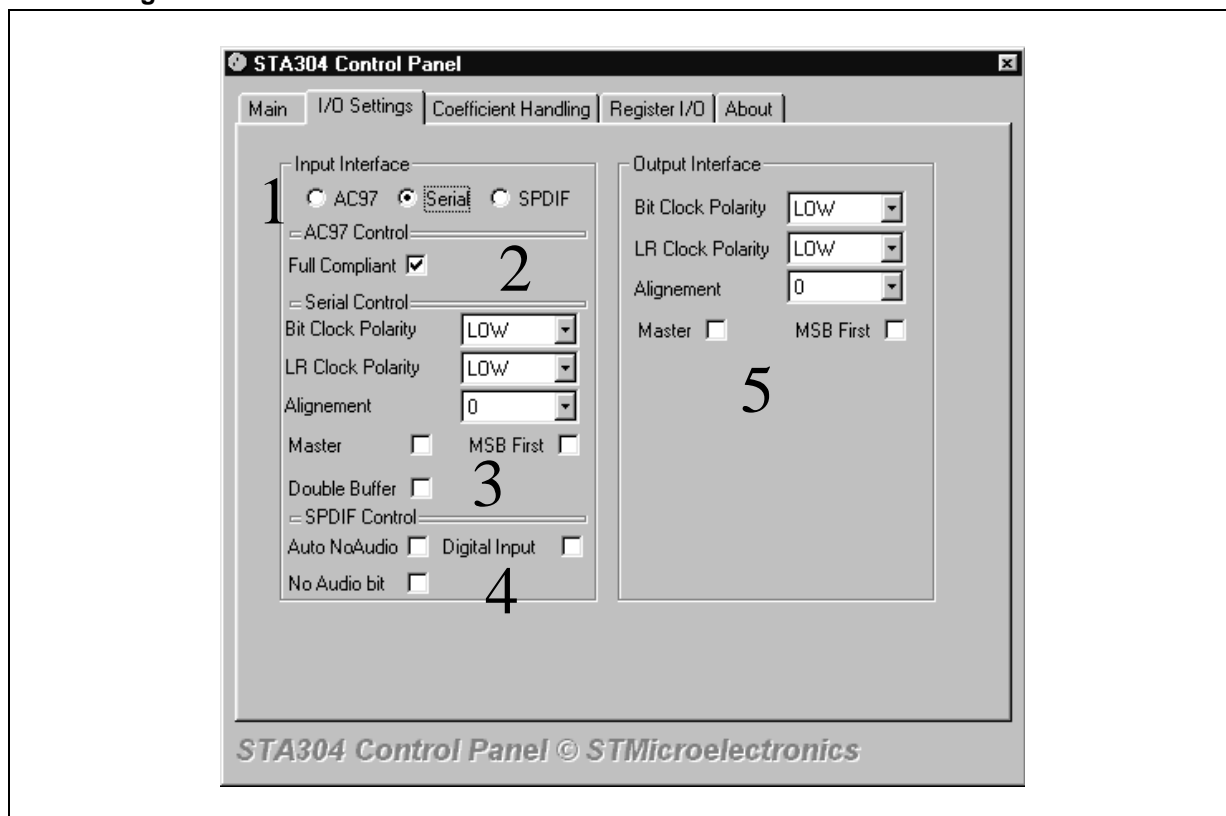 STA304 Control Panel
Main I/O Settings Coefficient Handling Register I/O About
Input Interface
1 AC97 Serial SPDIF
AC97 Control
Full Compliant 2
Serial Control
Bit Clock Polarity LOW
LR Clock Polarity LOW
Alignement 0
Master MSB First
3
Double Buffer
SPDIF Control
Auto NoAudio Digital Input
No Audio bit 4
Output Interface
Bit Clock Polarity LOW
LR Clock Polarity LOW
Alignement 0
Master MSB First
5
STA304 Control Panel © STMicroelectronics